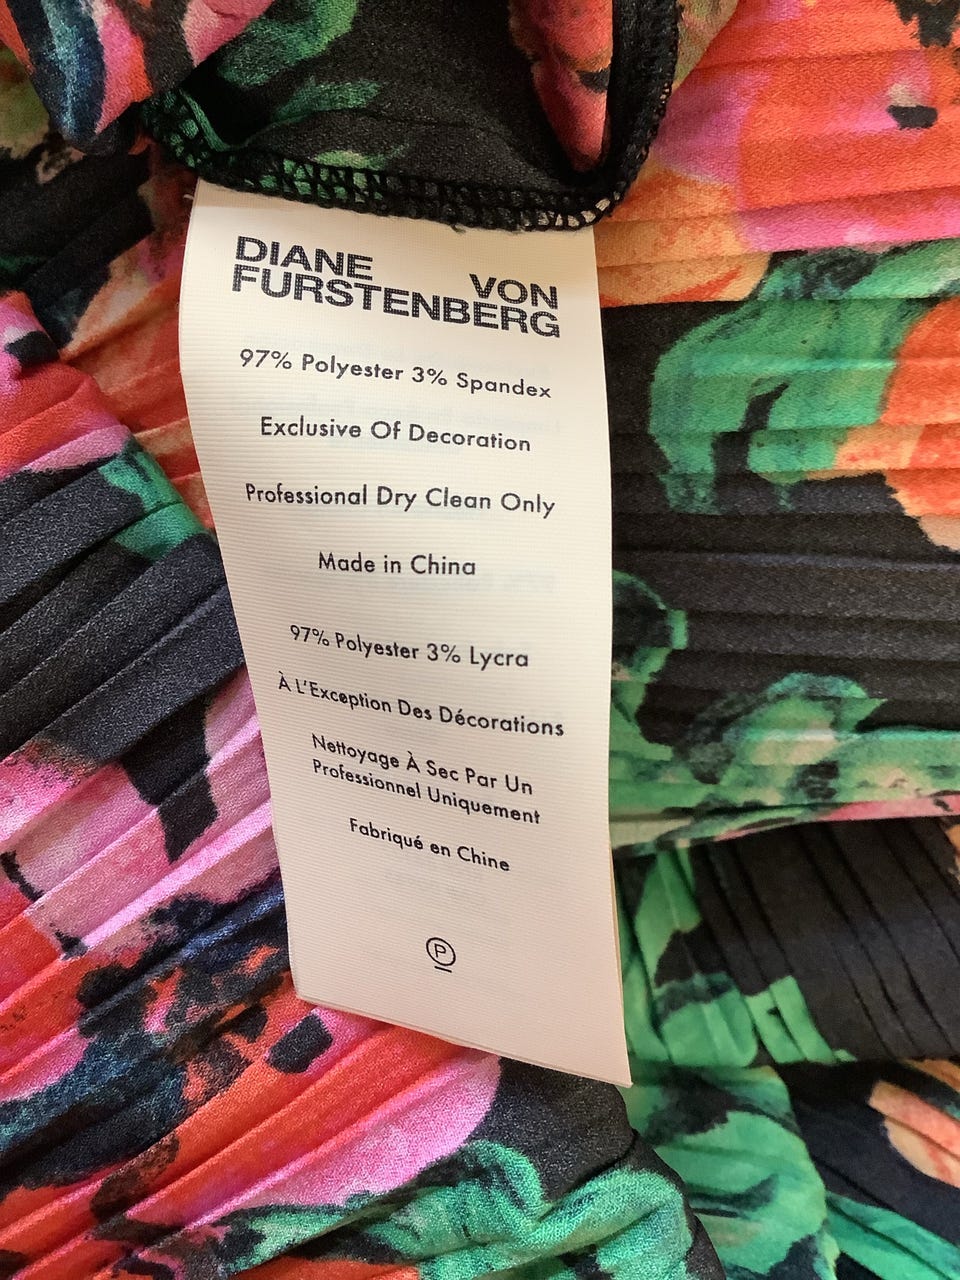 DIANE VON
FURSTENBERG
97% Polyester 3% Spandex
Exclusive Of Decoration
Professional Dry Clean Only
Made in China
97% Polyester 3% Lycra
À L'Exception Des Décorations
Nettoyage À Sec Par Un
Professionnel Uniquement
Fabriqué en Chine
P